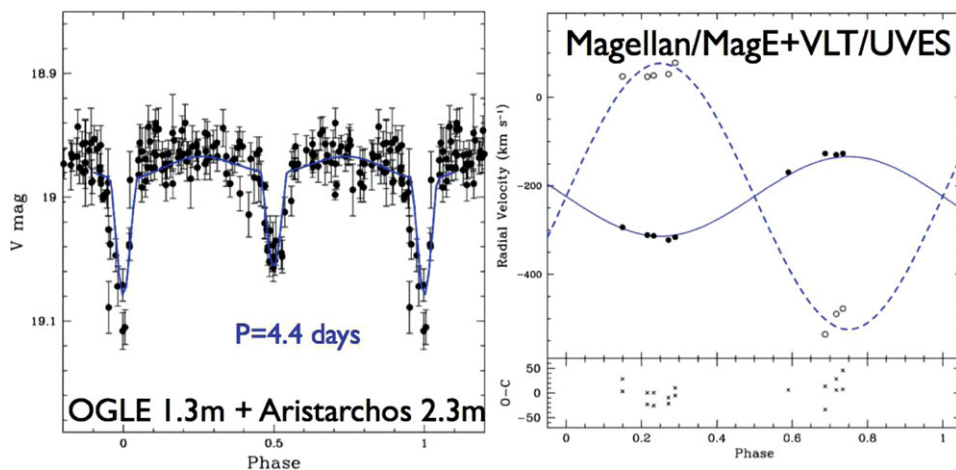 Magellan/MagE+VLT/UVES
18.9
19
19.1
V mag
P=4.4 days
OGLE 1.3m + Aristarchos 2.3m
0
0.5
1
Phase
0
-200
-400
Radial Velocity (km s⁻¹)
50
0
-50
O-C
0
0.2
0.4
0.6
0.8
1
Phase